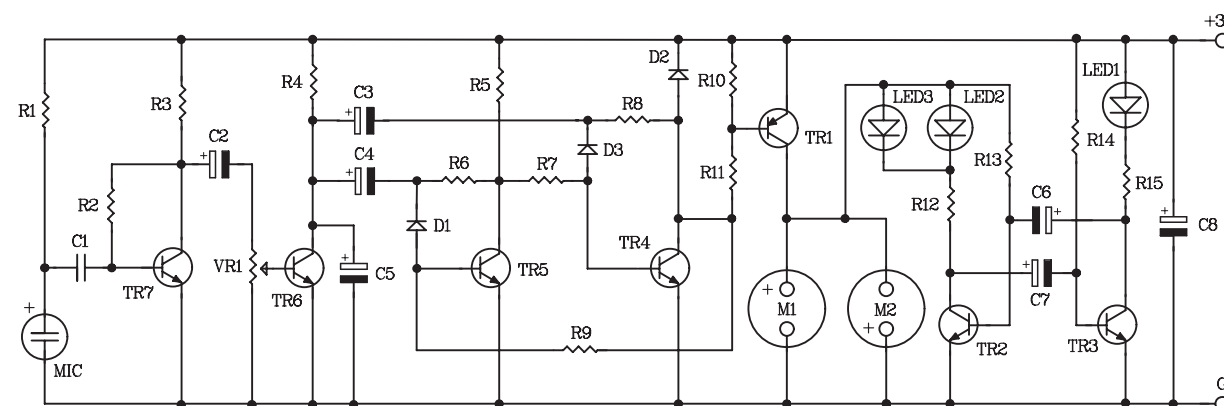 +3
D2
LED1
R4
R5
R10
C3
R1
R3
R8
LED3
LED2
C2
TR1
R14
C4
R6
R7
D3
R13
R11
R15
R2
R12
C6
D1
C8
C1
VR1
TR4
TR7
TR6
C5
TR5
C7
+
M1
M2
+
R9
TR2
TR3
+
MIC
G